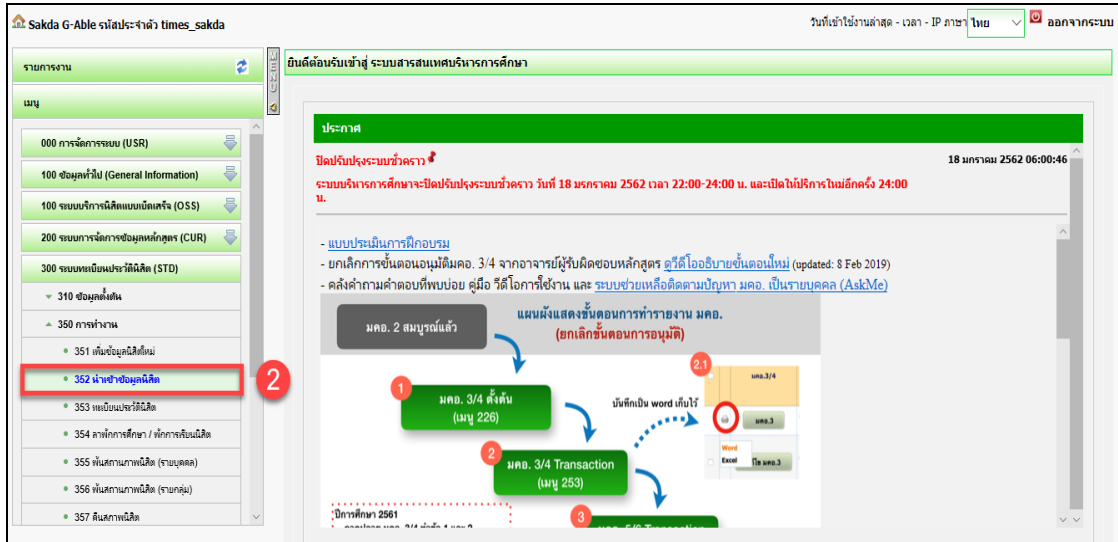 Sakda G-Able รหัสประจำตัว times_sakda
วันที่เข้าใช้งานล่าสุด - เวลา - IP ภาษา ไทย ออกจากระบบ
รายการงาน
MENU
เมนู
000 การจัดการระบบ (USR)
100 ข้อมูลทั่วไป (General Information)
100 ระบบบริการนิสิตแบบเบ็ดเสร็จ (OSS)
200 ระบบการจัดการข้อมูลหลักสูตร (CUR)
300 ระบบทะเบียนประวัตินิสิต (STD)
310 ข้อมูลตั้งต้น
350 การทำงาน
351 เพิ่มข้อมูลนิสิตใหม่
352 นำเข้าข้อมูลนิสิต
2
353 ทะเบียนประวัตินิสิต
354 ลาพักการศึกษา / พักการเรียนนิสิต
355 พ้นสถานภาพนิสิต (รายบุคคล)
356 พ้นสถานภาพนิสิต (รายกลุ่ม)
357 คืนสภาพนิสิต
ยินดีต้อนรับเข้าสู่ ระบบสารสนเทศบริหารการศึกษา
ประกาศ
ปิดปรับปรุงระบบชั่วคราว
18 มกราคม 2562 06:00:46
ระบบบริหารการศึกษาจะปิดปรับปรุงระบบชั่วคราว วันที่ 18 มรกราคม 2562 เวลา 22:00-24:00 น. และเปิดให้ปริการใหม่อีกครั้ง 24:00
น.
- แบบประเมินการฝึกอบรม
- ยกเลิกการขั้นตอนอนุมัติมคอ. 3/4 จากอาจารย์ผู้รับผิดชอบหลักสูตร ดูวีดีโออธิบายขั้นตอนใหม่ (updated: 8 Feb 2019)
- คลังคำถามคำตอบที่พบบ่อย คู่มือ วีดีโอการใช้งาน และ ระบบช่วยเหลือติดตามปัญหา มคอ. เป็นรายบุคคล (AskMe)
แผนผังแสดงขั้นตอนการทำรายงาน มคอ.
(ยกเลิกขั้นตอนการอนุมัติ)
มคอ. 2 สมบูรณ์แล้ว
1
มคอ. 3/4 ตั้งต้น
(เมนู 226)
บันทึกเป็น word เก็บไว้
2.1
มคอ.3/4
มคอ.3
Word
Excel
มคอ.3
2
มคอ. 3/4 Transaction
(เมนู 253)
ปีการศึกษา 2561
3